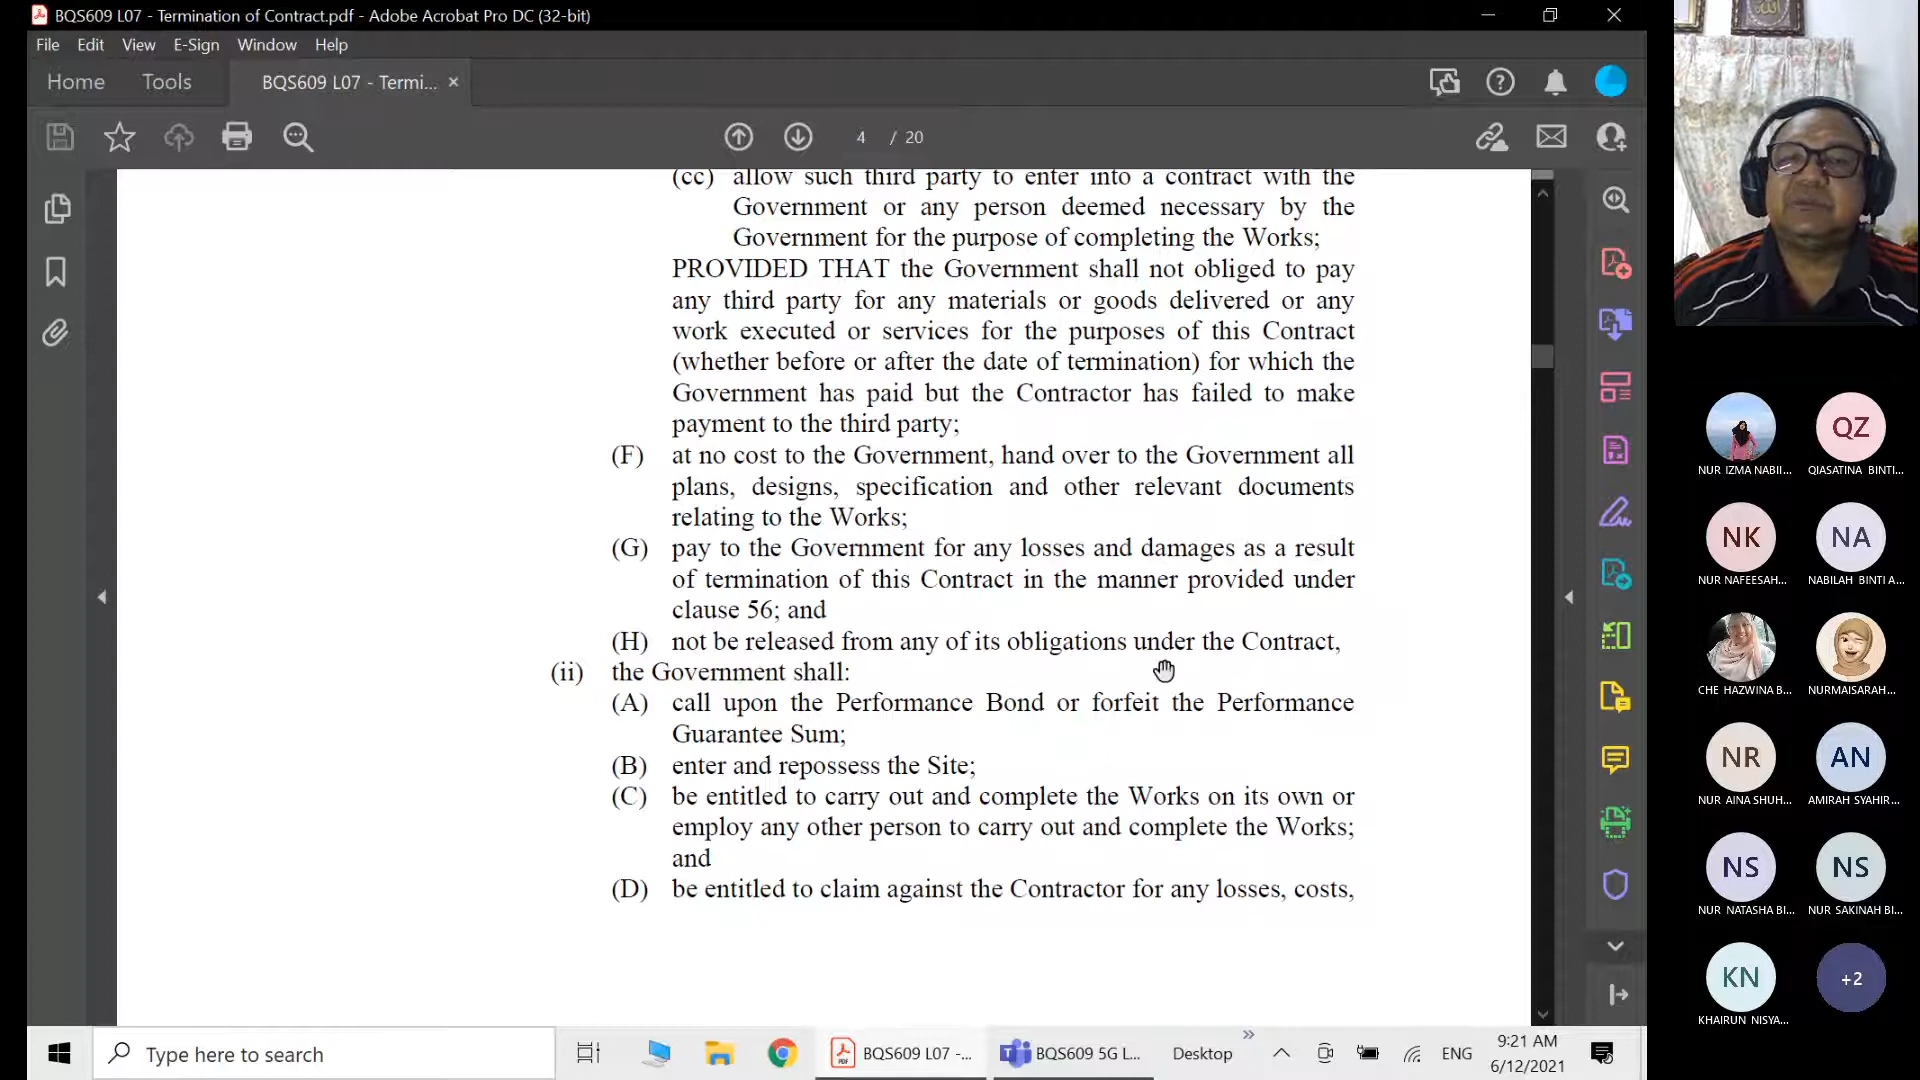 BQS609 L07 - Termination of Contract.pdf - Adobe Acrobat Pro DC (32-bit)
File Edit View E-Sign Window Help
Home Tools BQS609 L07 - Termi... ×
4 / 20
(cc) allow such third party to enter into a contract with the
Government or any person deemed necessary by the
Government for the purpose of completing the Works;
PROVIDED THAT the Government shall not obliged to pay
any third party for any materials or goods delivered or any
work executed or services for the purposes of this Contract
(whether before or after the date of termination) for which the
Government has paid but the Contractor has failed to make
payment to the third party;
(F) at no cost to the Government, hand over to the Government all
plans, designs, specification and other relevant documents
relating to the Works;
(G) pay to the Government for any losses and damages as a result
of termination of this Contract in the manner provided under
clause 56; and
(H) not be released from any of its obligations under the Contract,
(ii) the Government shall:
(A) call upon the Performance Bond or forfeit the Performance
Guarantee Sum;
(B) enter and repossess the Site;
(C) be entitled to carry out and complete the Works on its own or
employ any other person to carry out and complete the Works;
and
(D) be entitled to claim against the Contractor for any losses, costs,
QZ
NUR IZMA NABII... QIASATINA BINTI...
NK NA
NUR NAFEESAH... NABILAH BINTI A...
CHE HAZWINA B... NURMAISARAH...
NR AN
NUR AINA SHUH... AMIRAH SYAHIR...
NS NS
NUR NATASHA BI... NUR SAKINAH BI...
KN +2
KHAIRUN NISYA...
Type here to search
BQS609 L07 -...
BQS609 5G L...
Desktop
ENG
9:21 AM
6/12/2021